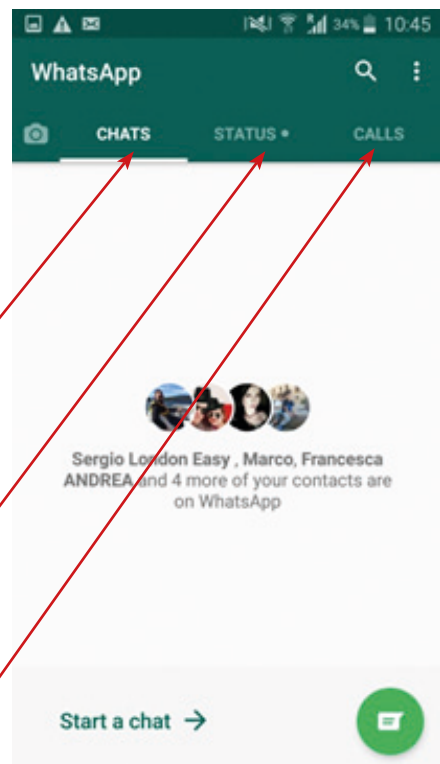 34% 10:45
WhatsApp
CHATS STATUS CALLS
Sergio London Easy , Marco, Francesca
ANDREA and 4 more of your contacts are
on WhatsApp
Start a chat